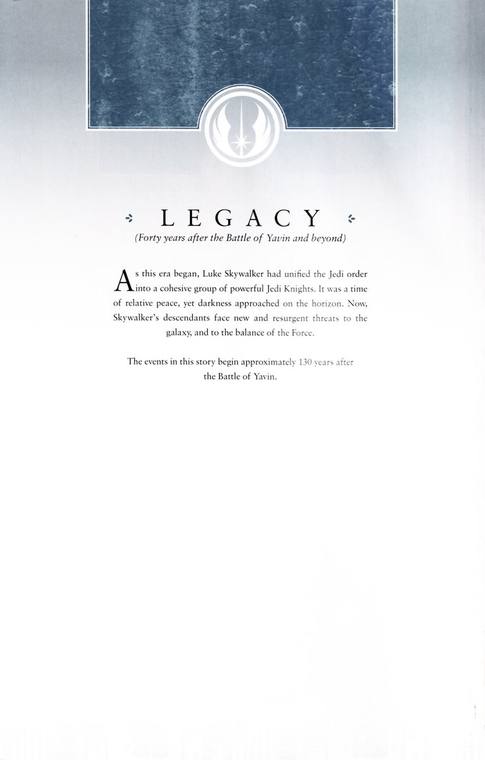 LEGACY
(Forty years after the Battle of Yavin and beyond)
As this era began, Luke Skywalker had unified the Jedi order
into a cohesive group of powerful Jedi Knights. It was a time
of relative peace, yet darkness approached on the horizon. Now,
Skywalker's descendants face new and resurgent threats to the
galaxy, and to the balance of the Force.
The events in this story begin approximately 130 years after
the Battle of Yavin.